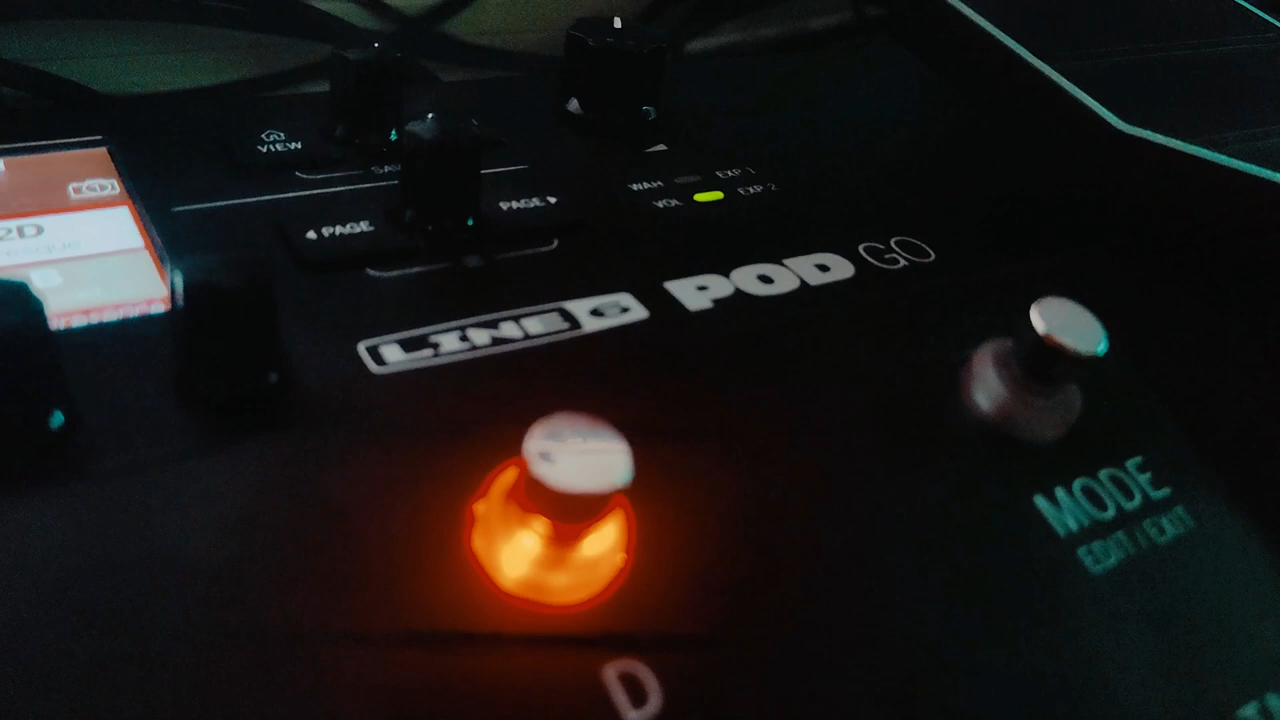 VIEW
◀ PAGE
PAGE ▶
WAH EXP 1
VOL EXP 2
2D
LINE 6 POD GO
MODE
EDIT / EXIT
D